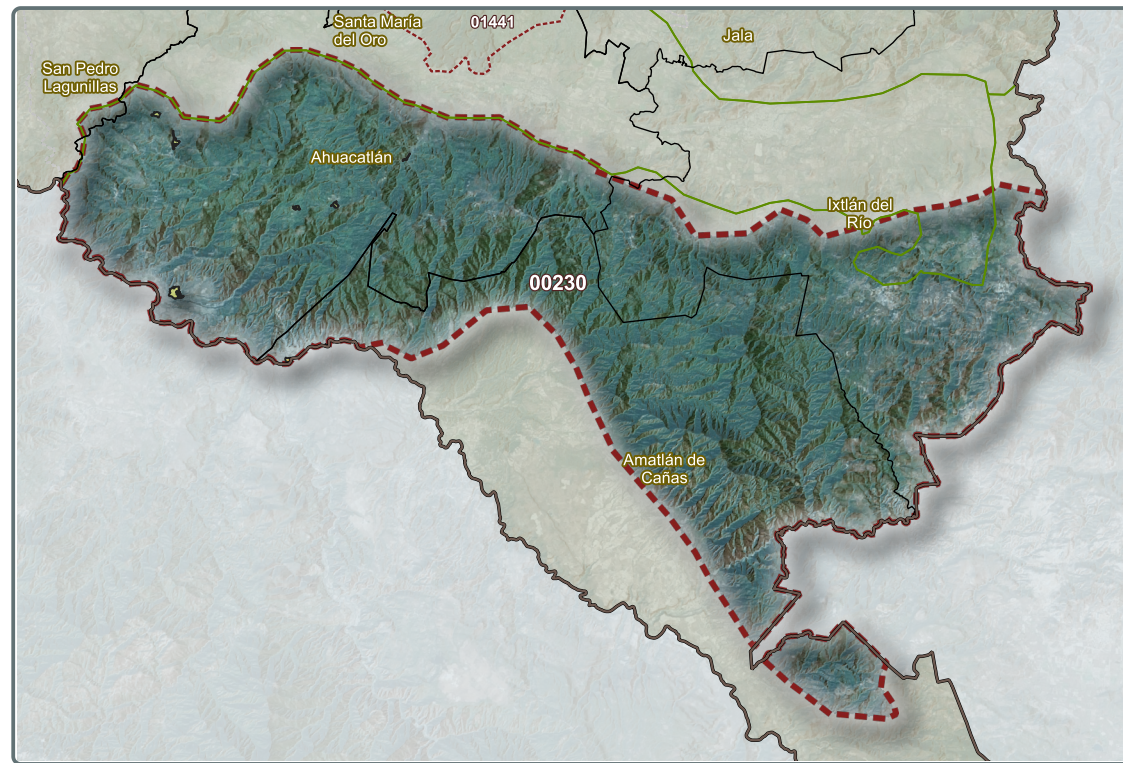 Santa María
del Oro
01441
Jala
San Pedro
Lagunillas
Ahuacatlán
Ixtlán del
Río
00230
Amatlán de
Cañas